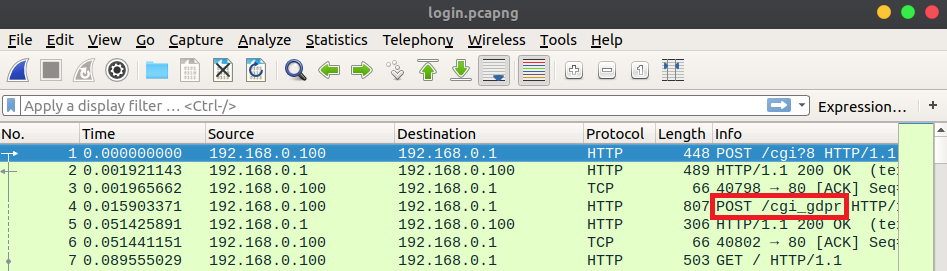 login.pcapng
File Edit View Go Capture Analyze Statistics Telephony Wireless Tools Help
Apply a display filter … <Ctrl-/> Expression… +
No. Time Source Destination Protocol Length Info
1 0.000000000 192.168.0.100 192.168.0.1 HTTP 448 POST /cgi?8 HTTP/1.1
2 0.001921143 192.168.0.1 192.168.0.100 HTTP 489 HTTP/1.1 200 OK (te
3 0.001965662 192.168.0.100 192.168.0.1 TCP 66 40798 → 80 [ACK] Seq=
4 0.015903371 192.168.0.100 192.168.0.1 HTTP 807 POST /cgi_gdpr HTTP/
5 0.051425891 192.168.0.1 192.168.0.100 HTTP 306 HTTP/1.1 200 OK (te
6 0.051441151 192.168.0.100 192.168.0.1 TCP 66 40802 → 80 [ACK] Seq=
7 0.089555029 192.168.0.100 192.168.0.1 HTTP 503 GET / HTTP/1.1